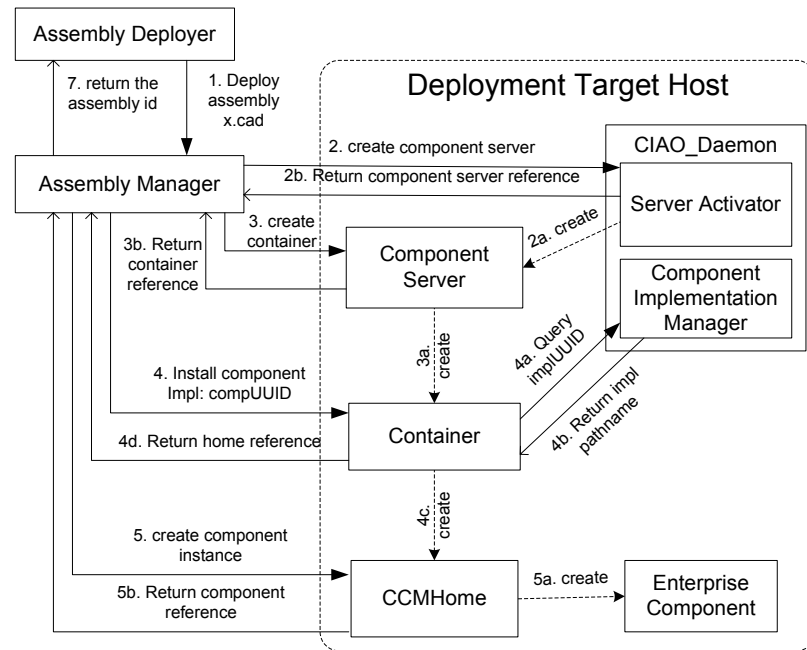 Assembly Deployer
7. return the
assembly id
1. Deploy
assembly
x.cad
Deployment Target Host
2. create component server
CIAO_Daemon
Assembly Manager
2b. Return component server reference
Server Activator
3. create
container
2a. create
3b. Return
container
reference
Component
Server
Component
Implementation
Manager
3a.
create
4a. Query
implUUID
4. Install component
Impl: compUUID
4b. Return impl
pathname
4d. Return home reference
Container
4c.
create
5. create component
instance
5a. create
5b. Return component
reference
CCMHome
Enterprise
Component